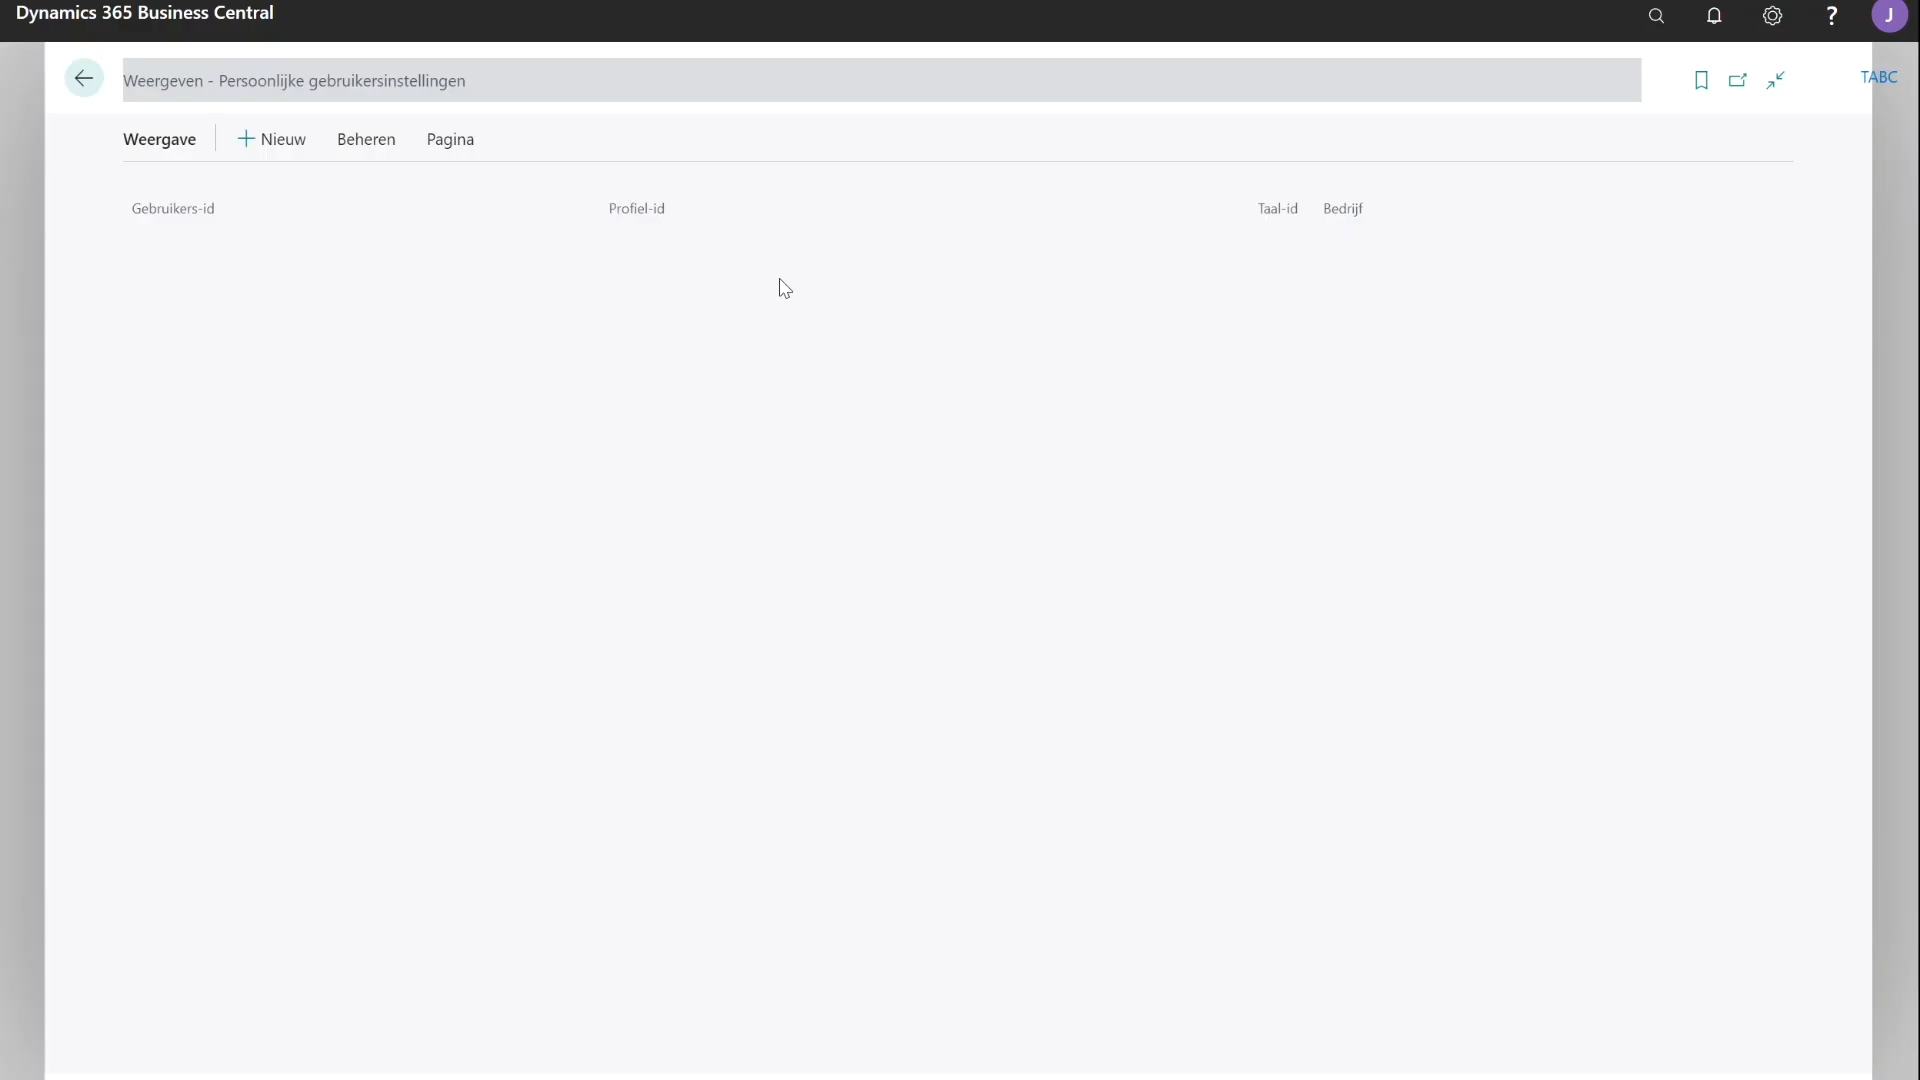 Dynamics 365 Business Central
? J
Weergeven - Persoonlijke gebruikersinstellingen
TABC
Weergave + Nieuw Beheren Pagina
Gebruikers-id Profiel-id Taal-id Bedrijf